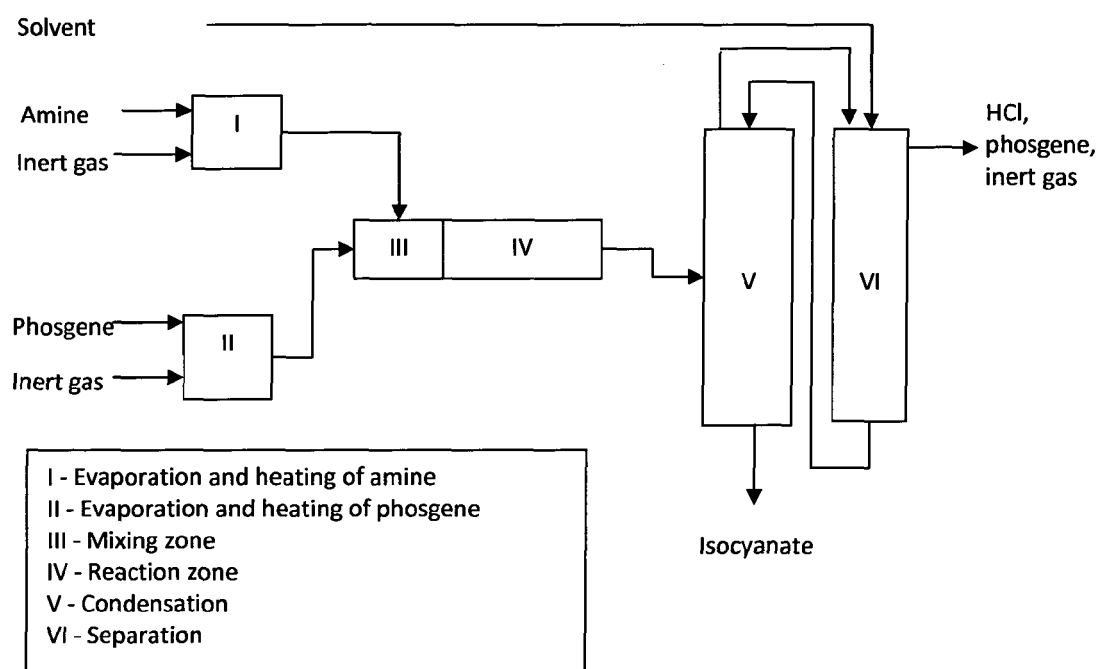 Solvent
Amine
Inert gas
I
HCl,
phosgene,
inert gas
III
IV
V
VI
Phosgene
Inert gas
II
I - Evaporation and heating of amine
II - Evaporation and heating of phosgene
III - Mixing zone
IV - Reaction zone
V - Condensation
VI - Separation
Isocyanate